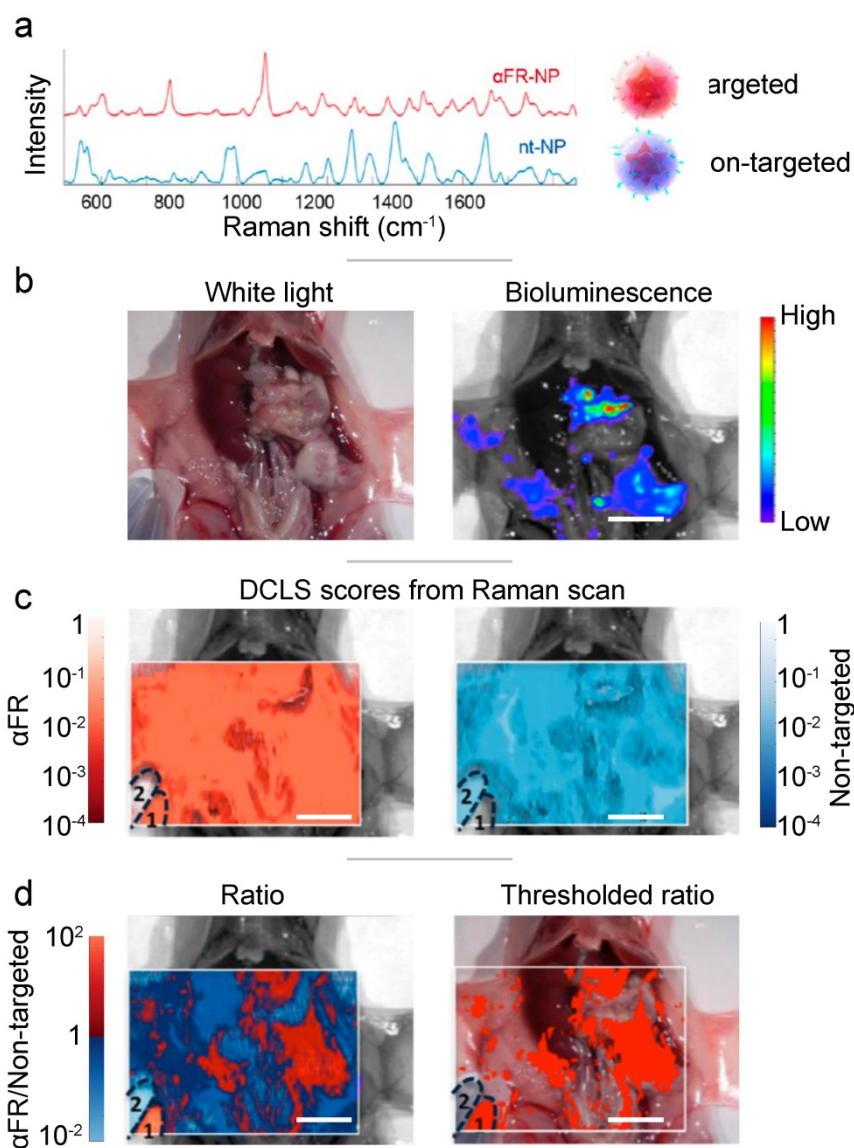 a
Intensity
αFR-NP
argeted
nt-NP
on-targeted
600 800 1000 1200 1400 1600
Raman shift (cm⁻¹)
b
White light
Bioluminescence
High
Low
c
DCLS scores from Raman scan
αFR
1
10⁻¹
10⁻²
10⁻³
10⁻⁴
2
1
2
1
1
10⁻¹
10⁻²
10⁻³
10⁻⁴
Non-targeted
d
Ratio
Thresholded ratio
αFR/Non-targeted
10²
1
10⁻²
2
1
2
1